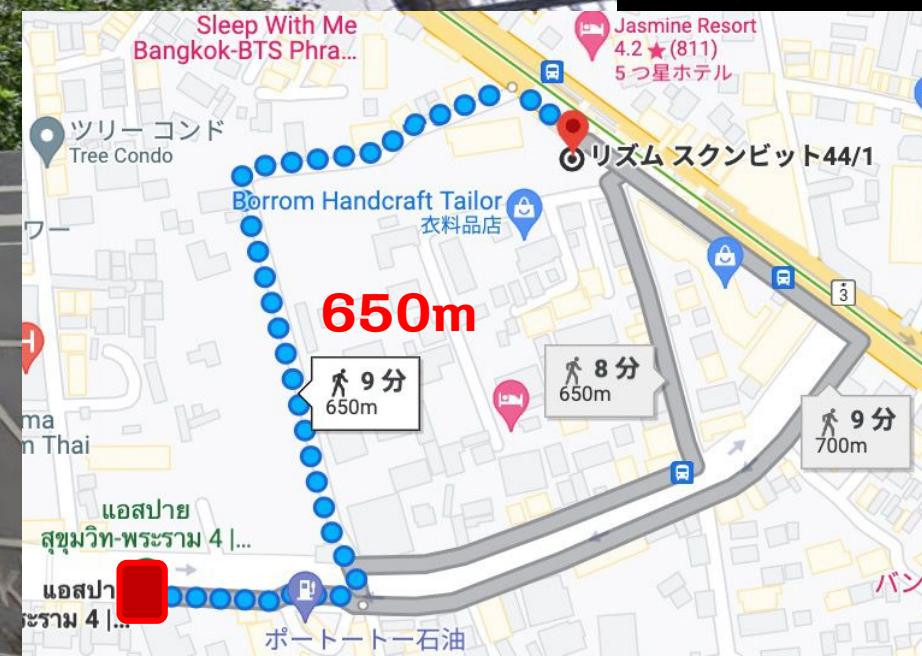 Sleep With Me
Bangkok-BTS Phra...
Jasmine Resort
4.2 ★ (811)
5 つ星ホテル
ツリー コンド
Tree Condo
リズム スクンビット44/1
Borrom Handcraft Tailor
衣料品店
ワー
3
650m
9 分
650m
8 分
650m
9 分
700m
ma
n Thai
แอสปาย
สุขุมวิท-พระราม 4 |...
แอสปา
ระราม 4 |...
ポートートー石油
バン